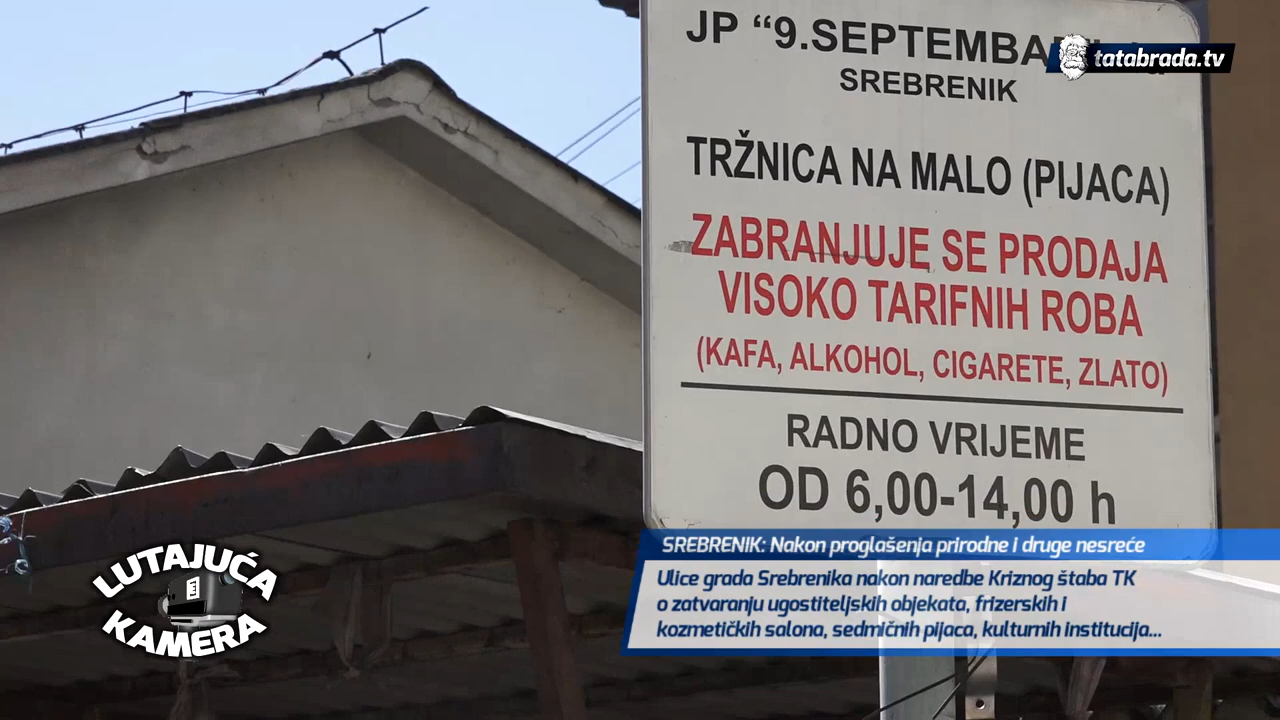 JP “9.SEPTEMBAR
tatabrada.tv
SREBRENIK
TRŽNICA NA MALO (PIJACA)
ZABRANJUJE SE PRODAJA
VISOKO TARIFNIH ROBA
(KAFA, ALKOHOL, CIGARETE, ZLATO)
RADNO VRIJEME
OD 6,00-14,00 h
SREBRENIK: Nakon proglašenja prirodne i druge nesreće
Ulice grada Srebrenika nakon naredbe Kriznog štaba TK
o zatvaranju ugostiteljskih objekata, frizerskih i
kozmetičkih salona, sedmičnih pijaca, kulturnih institucija...
LUTAJUĆA
KAMERA